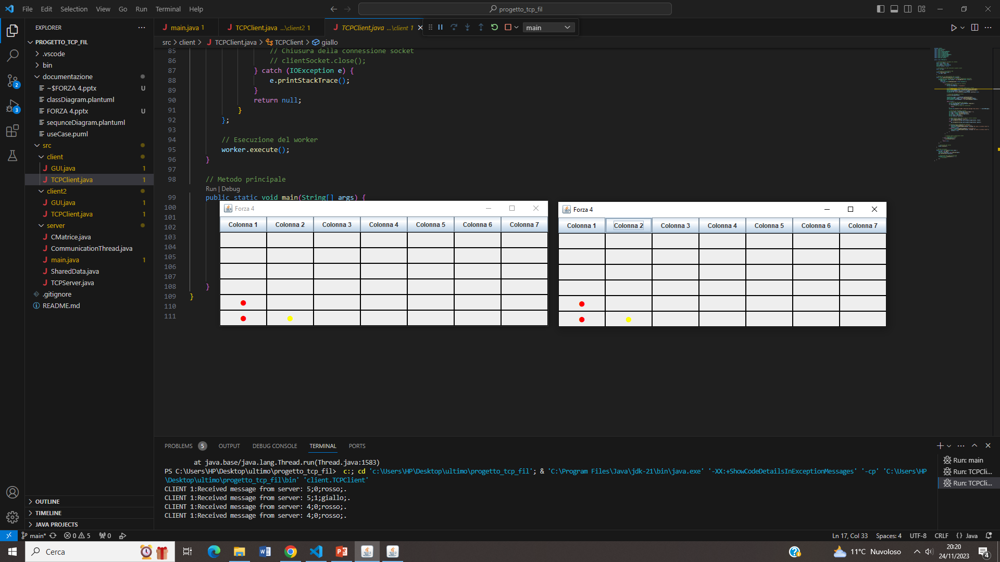 File Edit Selection View Go Run Terminal Help
progetto_tcp_fil
EXPLORER
PROGETTO_TCP_FIL
.vscode
bin
documentazione
~$FORZA 4.pptx U
classDiagram.plantuml
FORZA 4.pptx U
sequnceDiagram.plantuml
useCase.puml
src
client
GUI.java 1
TCPClient.java 1
client2
GUI.java 1
TCPClient.java 1
server
CMatrice.java
CommunicationThread.java
main.java 1
SharedData.java
TCPServer.java
.gitignore
README.md
OUTLINE
TIMELINE
JAVA PROJECTS
2
3
main.java 1
TCPClient.java ...\client2 1
TCPClient.java ...\client 1
main
src > client > TCPClient.java > TCPClient > giallo
85 // Chiusura della connessione socket
86 // clientSocket.close();
87 } catch (IOException e) {
88 e.printStackTrace();
89 }
90 return null;
91 }
92 };
93
94 // Esecuzione del worker
95 worker.execute();
96 }
97
98 // Metodo principale
Run | Debug
99 public static void main(String[] args) {
100
101
102
103
104
105
106
107
108 }
109 }
110
111
Forza 4
Colonna 1 Colonna 2 Colonna 3 Colonna 4 Colonna 5 Colonna 6 Colonna 7
Forza 4
Colonna 1 Colonna 2 Colonna 3 Colonna 4 Colonna 5 Colonna 6 Colonna 7
PROBLEMS 5 OUTPUT DEBUG CONSOLE TERMINAL PORTS
at java.base/java.lang.Thread.run(Thread.java:1583)
PS C:\Users\HP\Desktop\ultimo\progetto_tcp_fil> c:; cd 'c:\Users\HP\Desktop\ultimo\progetto_tcp_fil'; & 'C:\Program Files\Java\jdk-21\bin\java.exe' '-XX:+ShowCodeDetailsInExceptionMessages' '-cp' 'C:\Users\HP
\Desktop\ultimo\progetto_tcp_fil\bin' 'client.TCPClient'
CLIENT 1:Received message from server: 5;0;rosso;.
CLIENT 1:Received message from server: 5;1;giallo;.
CLIENT 1:Received message from server: 4;0;rosso;.
CLIENT 1:Received message from server: 4;0;rosso;.
Run: main
Run: TCPCli...
Run: TCPCli...
main* 0 5 0
Ln 17, Col 33 Spaces: 4 UTF-8 CRLF {} Java
Cerca
11°C Nuvoloso
20:20
24/11/2023
4